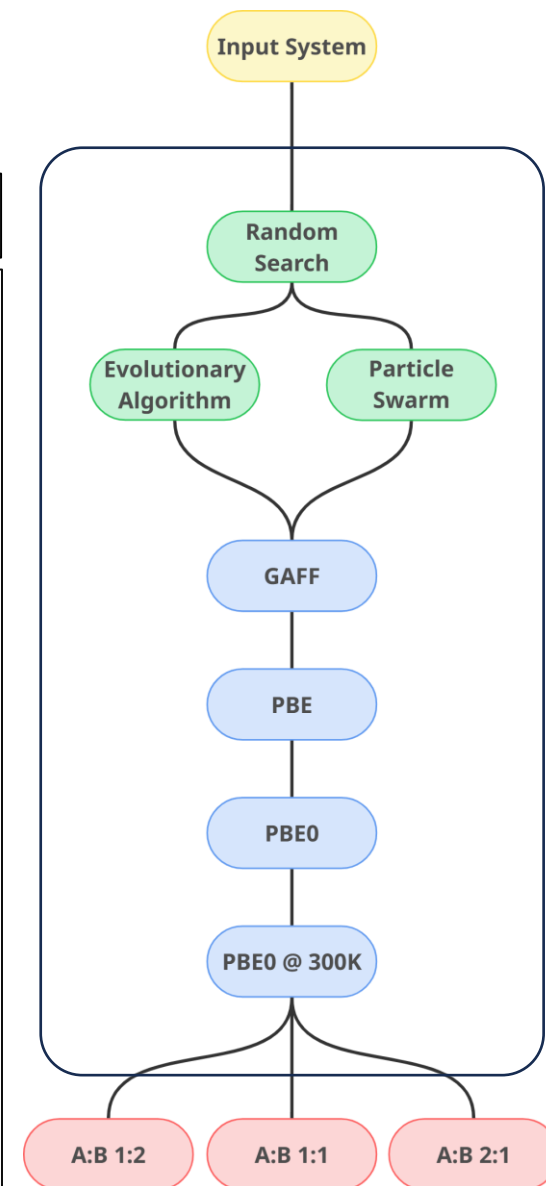 Input System
Random
Search
Evolutionary
Algorithm
Particle
Swarm
GAFF
PBE
PBE0
PBE0 @ 300K
A:B 1:2
A:B 1:1
A:B 2:1